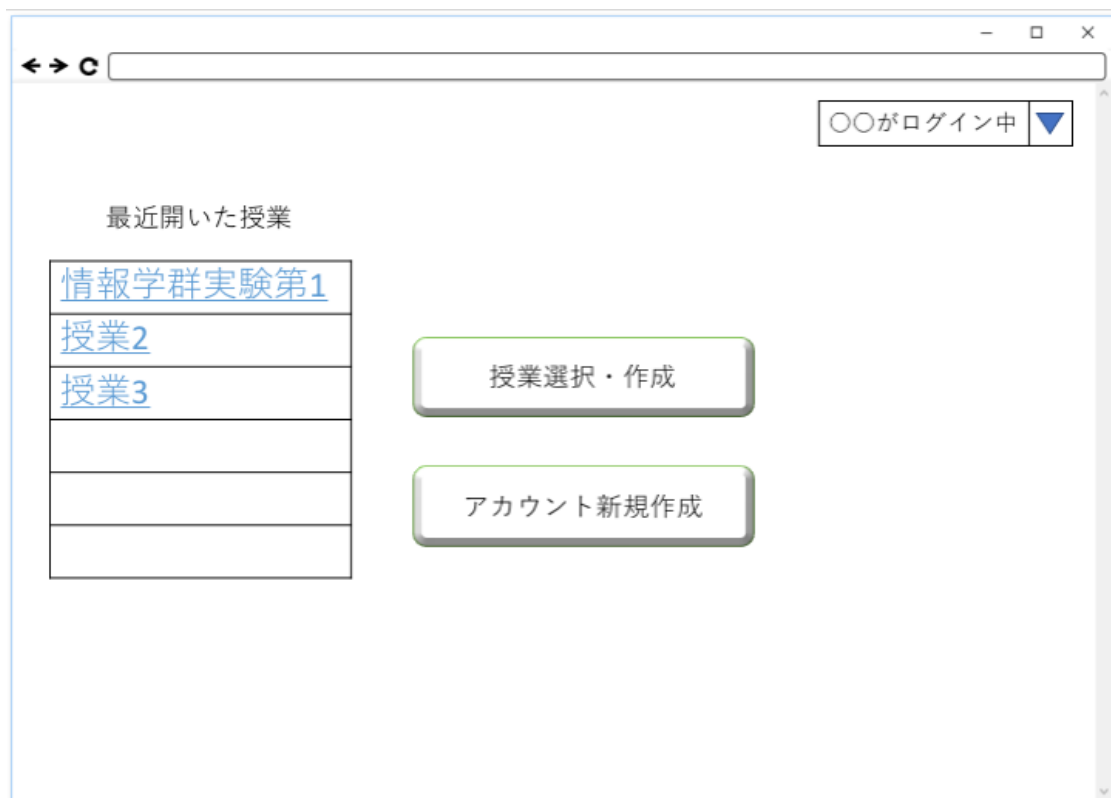 〇〇がログイン中
最近開いた授業
情報学群実験第1
授業2
授業3
授業選択・作成
アカウント新規作成